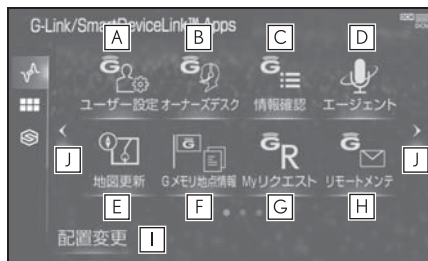 G-Link/SmartDeviceLink™ Apps
A B C D
ユーザー設定 オーナーズデスク 情報確認 エージェント
J J
地図更新 Gメモリ地点情報 Myリクエスト リモートメンテ
E F G H
配置変更 I